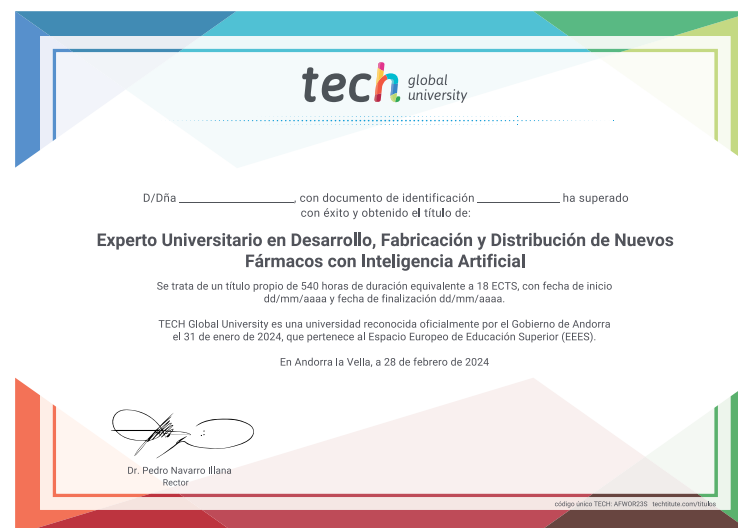 tech global
university
D/Dña ______________, con documento de identificación __________ ha superado
con éxito y obtenido el título de:
Experto Universitario en Desarrollo, Fabricación y Distribución de Nuevos
Fármacos con Inteligencia Artificial
Se trata de un título propio de 540 horas de duración equivalente a 18 ECTS, con fecha de inicio
dd/mm/aaaa y fecha de finalización dd/mm/aaaa.
TECH Global University es una universidad reconocida oficialmente por el Gobierno de Andorra
el 31 de enero de 2024, que pertenece al Espacio Europeo de Educación Superior (EEES).
En Andorra la Vella, a 28 de febrero de 2024
Dr. Pedro Navarro Illana
Rector
código único TECH: AFWOR23S techtitute.com/titulos